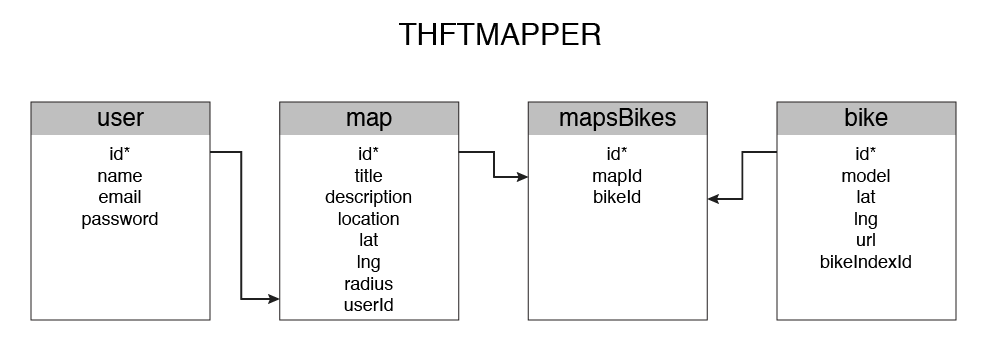 THFTMAPPER
user
id*
name
email
password
map
id*
title
description
location
lat
lng
radius
userId
mapsBikes
id*
mapId
bikeId
bike
id*
model
lat
lng
url
bikeIndexId